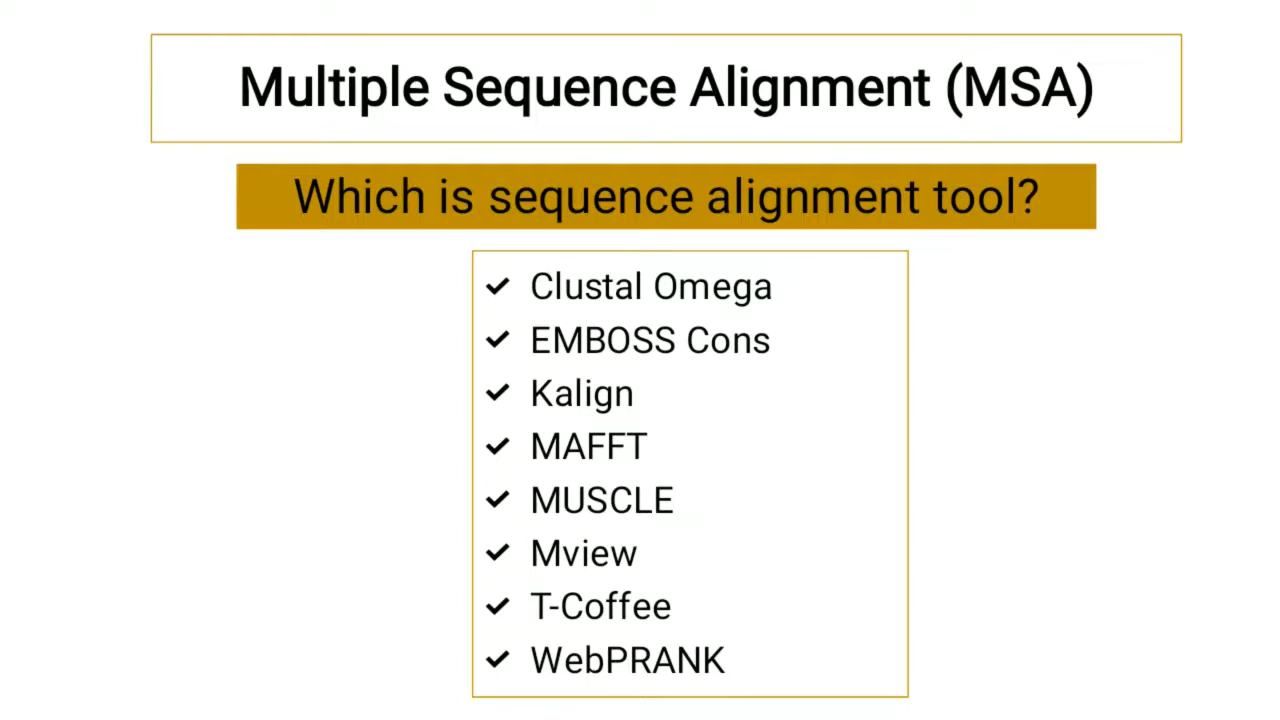 Multiple Sequence Alignment (MSA)
Which is sequence alignment tool?
✔ Clustal Omega
✔ EMBOSS Cons
✔ Kalign
✔ MAFFT
✔ MUSCLE
✔ Mview
✔ T-Coffee
✔ WebPRANK